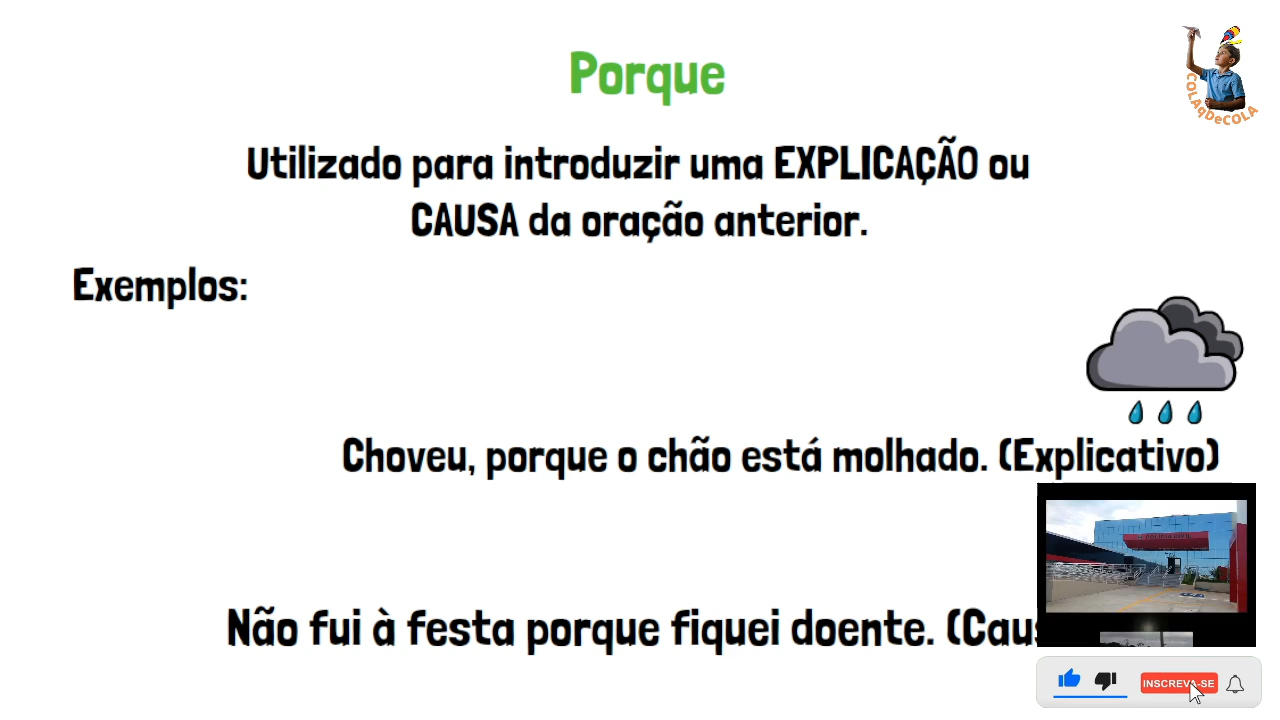 Porque
COLAqDeCOLA
Utilizado para introduzir uma EXPLICAÇÃO ou
CAUSA da oração anterior.
Exemplos:
Choveu, porque o chão está molhado. (Explicativo)
Não fui à festa porque fiquei doente. (Caus
INSCREVA-SE